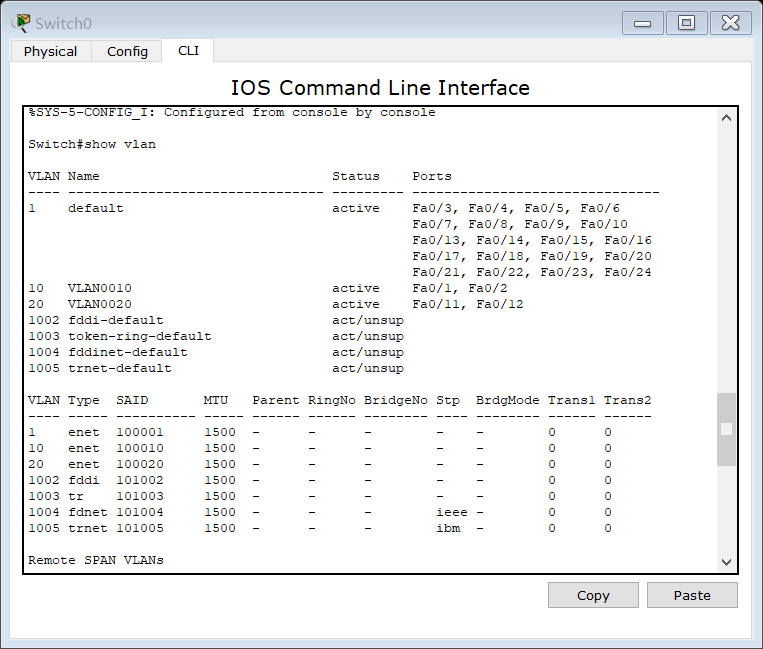 Switch0
Physical Config CLI
IOS Command Line Interface
%SYS-5-CONFIG_I: Configured from console by console
Switch#show vlan
VLAN Name                             Status    Ports
---- -------------------------------- --------- -------------------------------
1    default                          active    Fa0/3, Fa0/4, Fa0/5, Fa0/6
                                                Fa0/7, Fa0/8, Fa0/9, Fa0/10
                                                Fa0/13, Fa0/14, Fa0/15, Fa0/16
                                                Fa0/17, Fa0/18, Fa0/19, Fa0/20
                                                Fa0/21, Fa0/22, Fa0/23, Fa0/24
10   VLAN0010                         active    Fa0/1, Fa0/2
20   VLAN0020                         active    Fa0/11, Fa0/12
1002 fddi-default                     act/unsup
1003 token-ring-default               act/unsup
1004 fddinet-default                  act/unsup
1005 trnet-default                    act/unsup
VLAN Type  SAID       MTU   Parent RingNo BridgeNo Stp  BrdgMode Trans1 Trans2
---- ----- ---------- ----- ------ ------ -------- ---- -------- ------ ------
1    enet  100001     1500  -      -      -        -    -        0      0
10   enet  100010     1500  -      -      -        -    -        0      0
20   enet  100020     1500  -      -      -        -    -        0      0
1002 fddi  101002     1500  -      -      -        -    -        0      0
1003 tr    101003     1500  -      -      -        -    -        0      0
1004 fdnet 101004     1500  -      -      -        ieee -        0      0
1005 trnet 101005     1500  -      -      -        ibm  -        0      0
Remote SPAN VLANs
Copy Paste